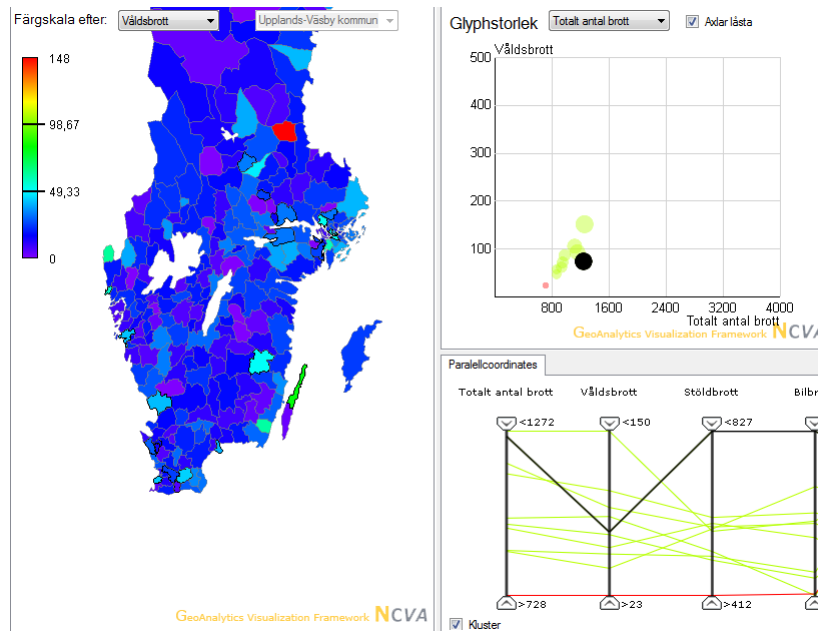 Färgskala efter: Våldsbrott Upplands-Väsby kommun
148
98,67
49,33
0
GeoAnalytics Visualization Framework NCVA
Glyphstorlek Totalt antal brott Axlar låsta
Våldsbrott
500
400
300
200
100
800 1600 2400 3200 4000
Totalt antal brott
GeoAnalytics Visualization Framework NCVA
Paralellcoordinates
Totalt antal brott Våldsbrott Stöldbrott Bilbr
<1272 <150 <827
>728 >23 >412
Kluster